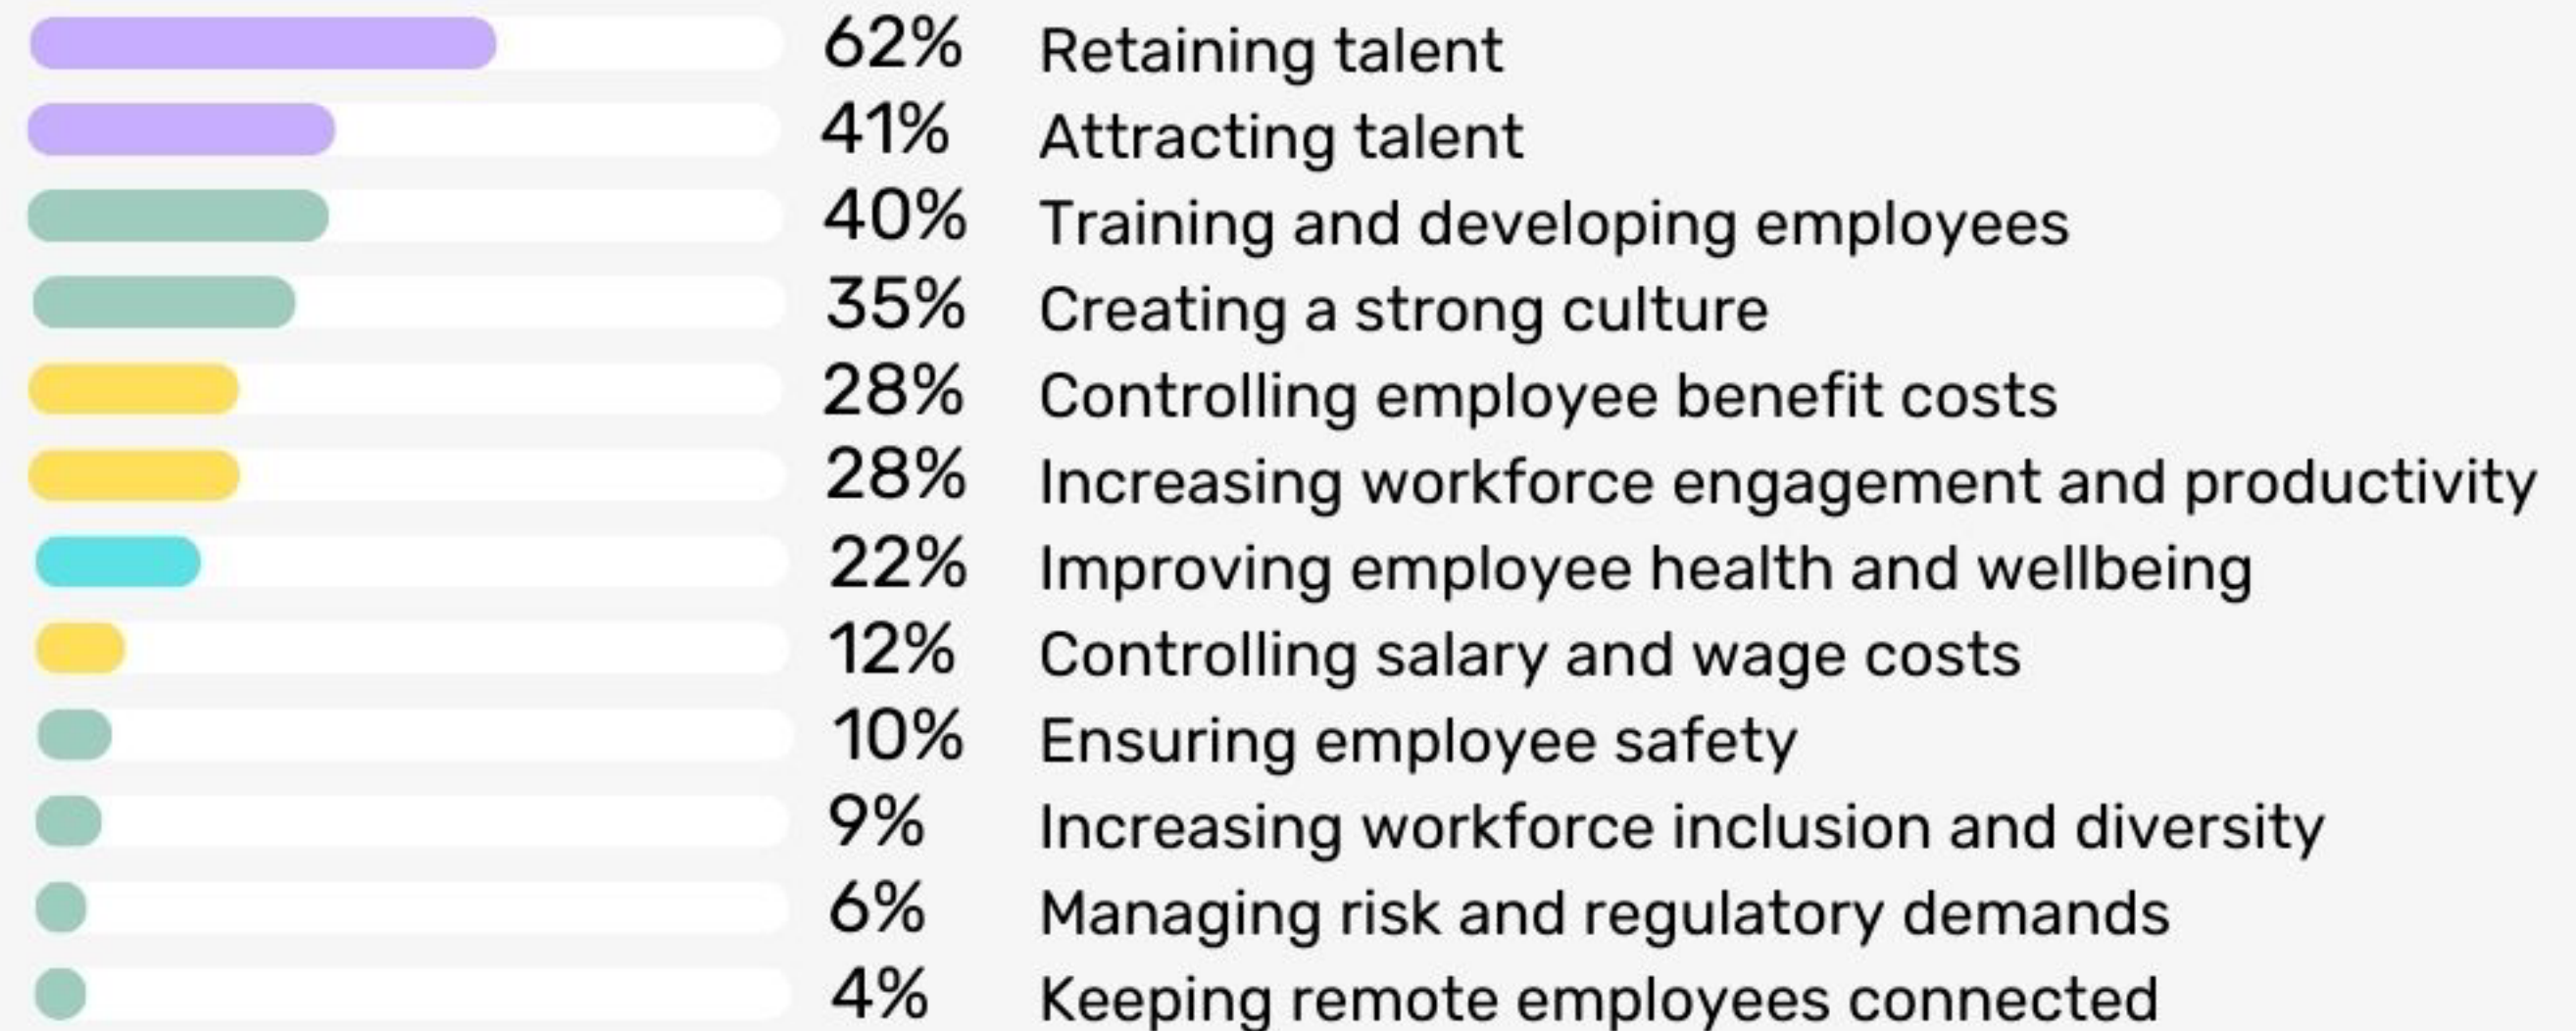 62% Retaining talent
41% Attracting talent
40% Training and developing employees
35% Creating a strong culture
28% Controlling employee benefit costs
28% Increasing workforce engagement and productivity
22% Improving employee health and wellbeing
12% Controlling salary and wage costs
10% Ensuring employee safety
9% Increasing workforce inclusion and diversity
6% Managing risk and regulatory demands
4% Keeping remote employees connected